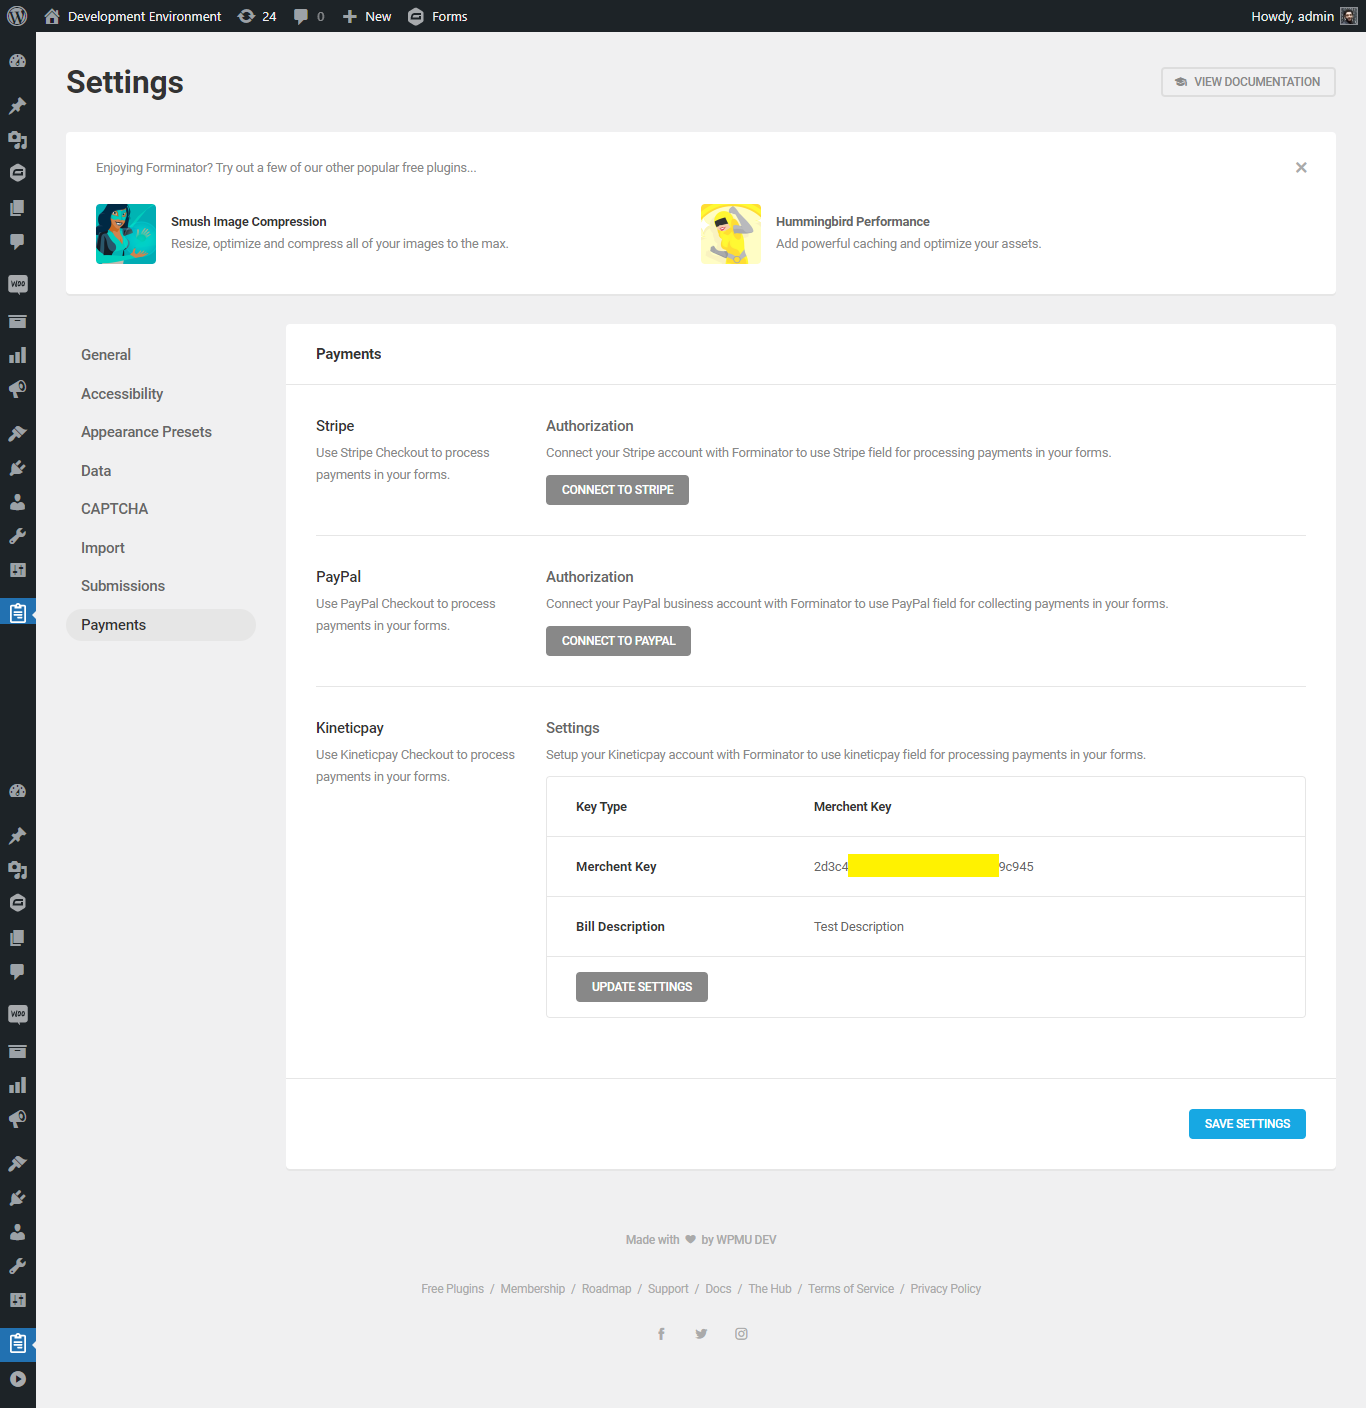 Development Environment 24 0 New Forms Howdy, admin
Settings
VIEW DOCUMENTATION
Enjoying Forminator? Try out a few of our other popular free plugins...
Smush Image Compression
Resize, optimize and compress all of your images to the max.
Hummingbird Performance
Add powerful caching and optimize your assets.
General
Accessibility
Appearance Presets
Data
CAPTCHA
Import
Submissions
Payments
Payments
Stripe
Use Stripe Checkout to process
payments in your forms.
Authorization
Connect your Stripe account with Forminator to use Stripe field for processing payments in your forms.
CONNECT TO STRIPE
PayPal
Use PayPal Checkout to process
payments in your forms.
Authorization
Connect your PayPal business account with Forminator to use PayPal field for collecting payments in your forms.
CONNECT TO PAYPAL
Kineticpay
Use Kineticpay Checkout to process
payments in your forms.
Settings
Setup your Kineticpay account with Forminator to use kineticpay field for processing payments in your forms.
Key Type Merchent Key
Merchent Key 2d3c4 9c945
Bill Description Test Description
UPDATE SETTINGS
SAVE SETTINGS
Made with by WPMU DEV
Free Plugins / Membership / Roadmap / Support / Docs / The Hub / Terms of Service / Privacy Policy